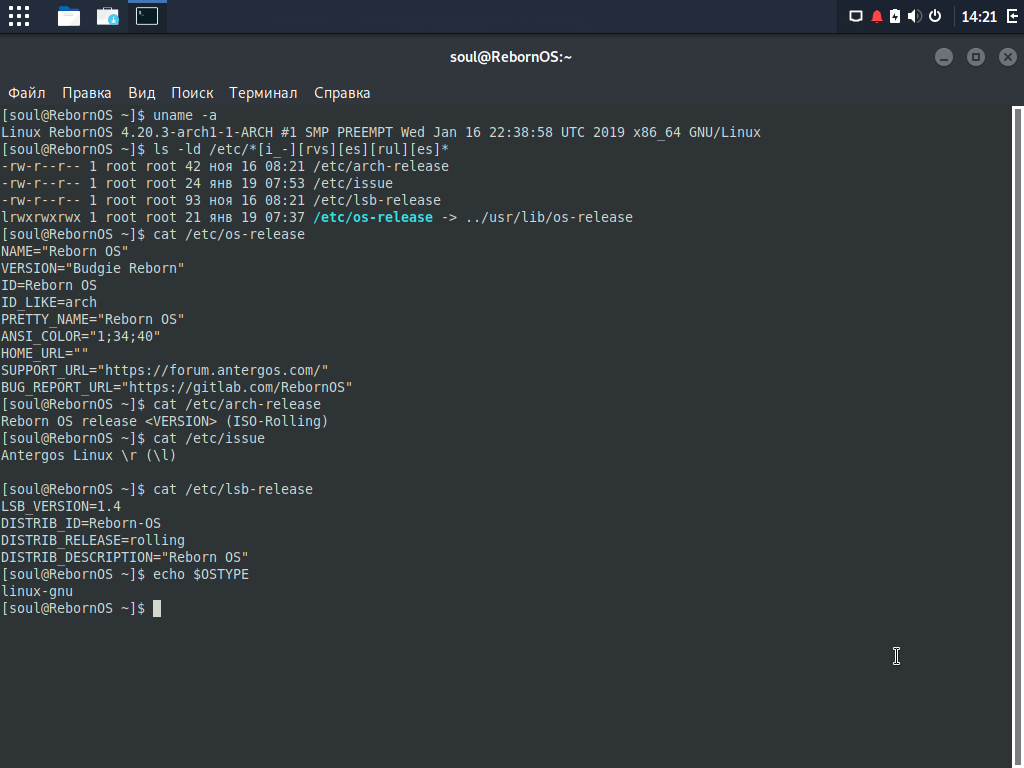 14:21
soul@RebornOS:~
Файл Правка Вид Поиск Терминал Справка
[soul@RebornOS ~]$ uname -a
Linux RebornOS 4.20.3-arch1-1-ARCH #1 SMP PREEMPT Wed Jan 16 22:38:58 UTC 2019 x86_64 GNU/Linux
[soul@RebornOS ~]$ ls -ld /etc/*[i_-][rvs][es][rul][es]*
-rw-r--r-- 1 root root 42 ноя 16 08:21 /etc/arch-release
-rw-r--r-- 1 root root 24 янв 19 07:53 /etc/issue
-rw-r--r-- 1 root root 93 ноя 16 08:21 /etc/lsb-release
lrwxrwxrwx 1 root root 21 янв 19 07:37 /etc/os-release -> ../usr/lib/os-release
[soul@RebornOS ~]$ cat /etc/os-release
NAME="Reborn OS"
VERSION="Budgie Reborn"
ID=Reborn OS
ID_LIKE=arch
PRETTY_NAME="Reborn OS"
ANSI_COLOR="1;34;40"
HOME_URL=""
SUPPORT_URL="https://forum.antergos.com/"
BUG_REPORT_URL="https://gitlab.com/RebornOS"
[soul@RebornOS ~]$ cat /etc/arch-release
Reborn OS release <VERSION> (ISO-Rolling)
[soul@RebornOS ~]$ cat /etc/issue
Antergos Linux \r (\l)
[soul@RebornOS ~]$ cat /etc/lsb-release
LSB_VERSION=1.4
DISTRIB_ID=Reborn-OS
DISTRIB_RELEASE=rolling
DISTRIB_DESCRIPTION="Reborn OS"
[soul@RebornOS ~]$ echo $OSTYPE
linux-gnu
[soul@RebornOS ~]$